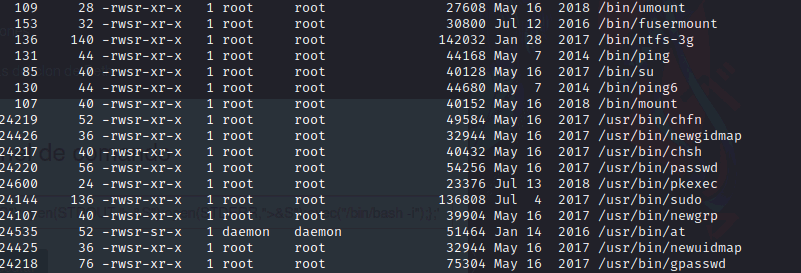 109 28 -rwsr-xr-x 1 root root 27608 May 16 2018 /bin/umount
153 32 -rwsr-xr-x 1 root root 30800 Jul 12 2016 /bin/fusermount
136 140 -rwsr-xr-x 1 root root 142032 Jan 28 2017 /bin/ntfs-3g
131 44 -rwsr-xr-x 1 root root 44168 May 7 2014 /bin/ping
85 40 -rwsr-xr-x 1 root root 40128 May 16 2017 /bin/su
130 44 -rwsr-xr-x 1 root root 44680 May 7 2014 /bin/ping6
107 40 -rwsr-xr-x 1 root root 40152 May 16 2018 /bin/mount
24219 52 -rwsr-xr-x 1 root root 49584 May 16 2017 /usr/bin/chfn
24426 36 -rwsr-xr-x 1 root root 32944 May 16 2017 /usr/bin/newgidmap
24217 40 -rwsr-xr-x 1 root root 40432 May 16 2017 /usr/bin/chsh
24220 56 -rwsr-xr-x 1 root root 54256 May 16 2017 /usr/bin/passwd
24600 24 -rwsr-xr-x 1 root root 23376 Jul 13 2018 /usr/bin/pkexec
24144 136 -rwsr-xr-x 1 root root 136808 Jul 4 2017 /usr/bin/sudo
24107 40 -rwsr-xr-x 1 root root 39904 May 16 2017 /usr/bin/newgrp
24535 52 -rwsr-sr-x 1 daemon daemon 51464 Jan 14 2016 /usr/bin/at
24425 36 -rwsr-xr-x 1 root root 32944 May 16 2017 /usr/bin/newuidmap
24218 76 -rwsr-xr-x 1 root root 75304 May 16 2017 /usr/bin/gpasswd